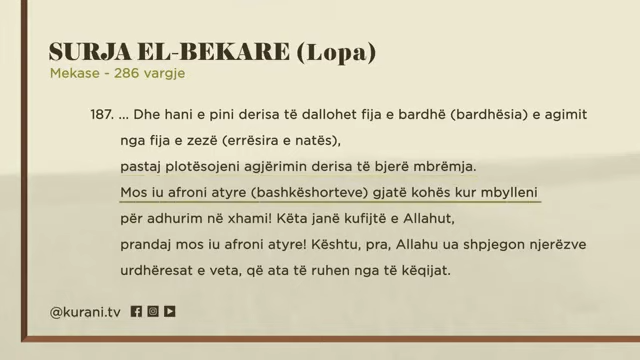 SURJA EL-BEKARE (Lopa)
Mekase - 286 vargje
187. ... Dhe hani e pini derisa të dallohet fija e bardhë (bardhësia) e agimit
nga fija e zezë (errësira e natës),
pastaj plotësojeni agjërimin derisa të bjerë mbrëmja.
Mos iu afroni atyre (bashkëshorteve) gjatë kohës kur mbylleni
për adhurim në xhami! Këta janë kufijtë e Allahut,
prandaj mos iu afroni atyre! Kështu, pra, Allahu ua shpjegon njerëzve
urdhëresat e veta, që ata të ruhen nga të këqijat.
@kurani.tv